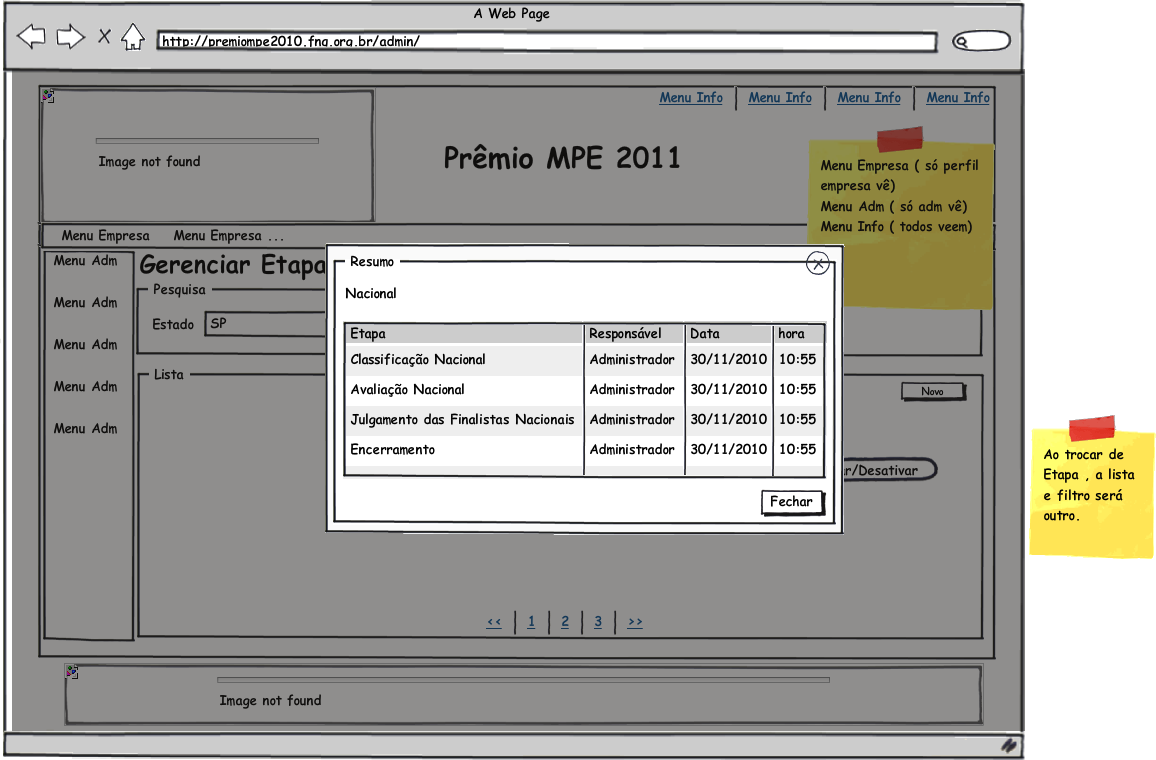 A Web Page
http://premiompe2010.fnq.org.br/admin/
Menu Info Menu Info Menu Info Menu Info
Image not found
Prêmio MPE 2011
Menu Empresa ( só perfil
empresa vê)
Menu Adm ( só adm vê)
Menu Info ( todos veem)
Menu Empresa Menu Empresa ...
Menu Adm
Menu Adm
Menu Adm
Menu Adm
Menu Adm
Gerenciar Etapa
Pesquisa
Estado SP
Lista
Novo
r/Desativar
Resumo
Nacional
Etapa Responsável Data hora
Classificação Nacional Administrador 30/11/2010 10:55
Avaliação Nacional Administrador 30/11/2010 10:55
Julgamento das Finalistas Nacionais Administrador 30/11/2010 10:55
Encerramento Administrador 30/11/2010 10:55
Fechar
<< 1 2 3 >>
Image not found
Ao trocar de
Etapa , a lista
e filtro será
outro.